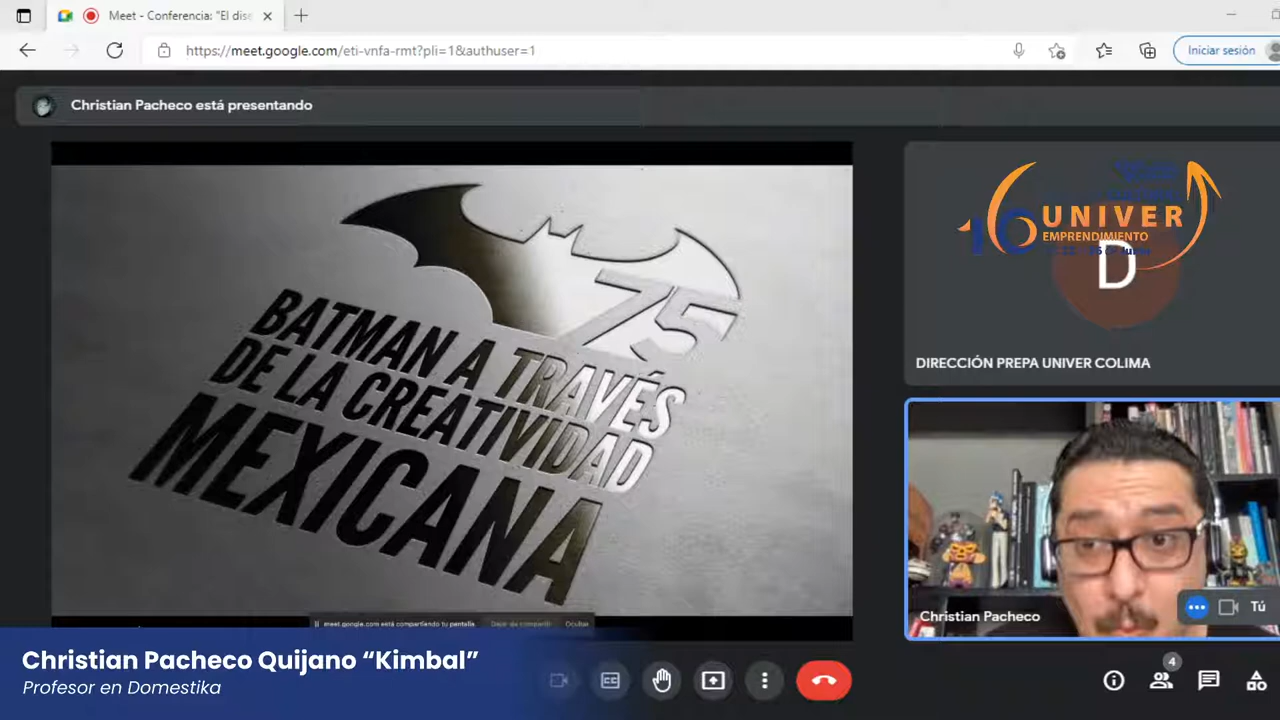 Meet - Conferencia: "El dise
https://meet.google.com/eti-vnfa-rmt?pli=1&authuser=1
Iniciar sesión
Christian Pacheco está presentando
75
BATMAN A TRAVÉS
DE LA CREATIVIDAD
MEXICANA
UNIVER
EMPRENDIMIENTO
D
DIRECCIÓN PREPA UNIVER COLIMA
Christian Pacheco
Tú
meet.google.com está compartiendo tu pantalla.
Dejar de compartir
Ocultar
Christian Pacheco Quijano “Kimbal”
Profesor en Domestika
CC
4